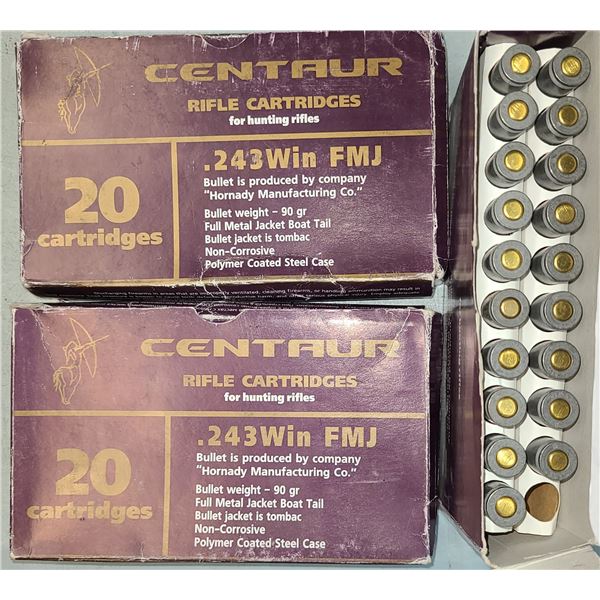 CENTAUR
RIFLE CARTRIDGES
for hunting rifles
20
cartridges
.243Win FMJ
Bullet is produced by company
"Hornady Manufacturing Co."
Bullet weight - 90 gr
Full Metal Jacket Boat Tail
Bullet jacket is tombac
Non-Corrosive
Polymer Coated Steel Case
CENTAUR
RIFLE CARTRIDGES
for hunting rifles
20
cartridges
.243Win FMJ
Bullet is produced by company
"Hornady Manufacturing Co."
Bullet weight - 90 gr
Full Metal Jacket Boat Tail
Bullet jacket is tombac
Non-Corrosive
Polymer Coated Steel Case